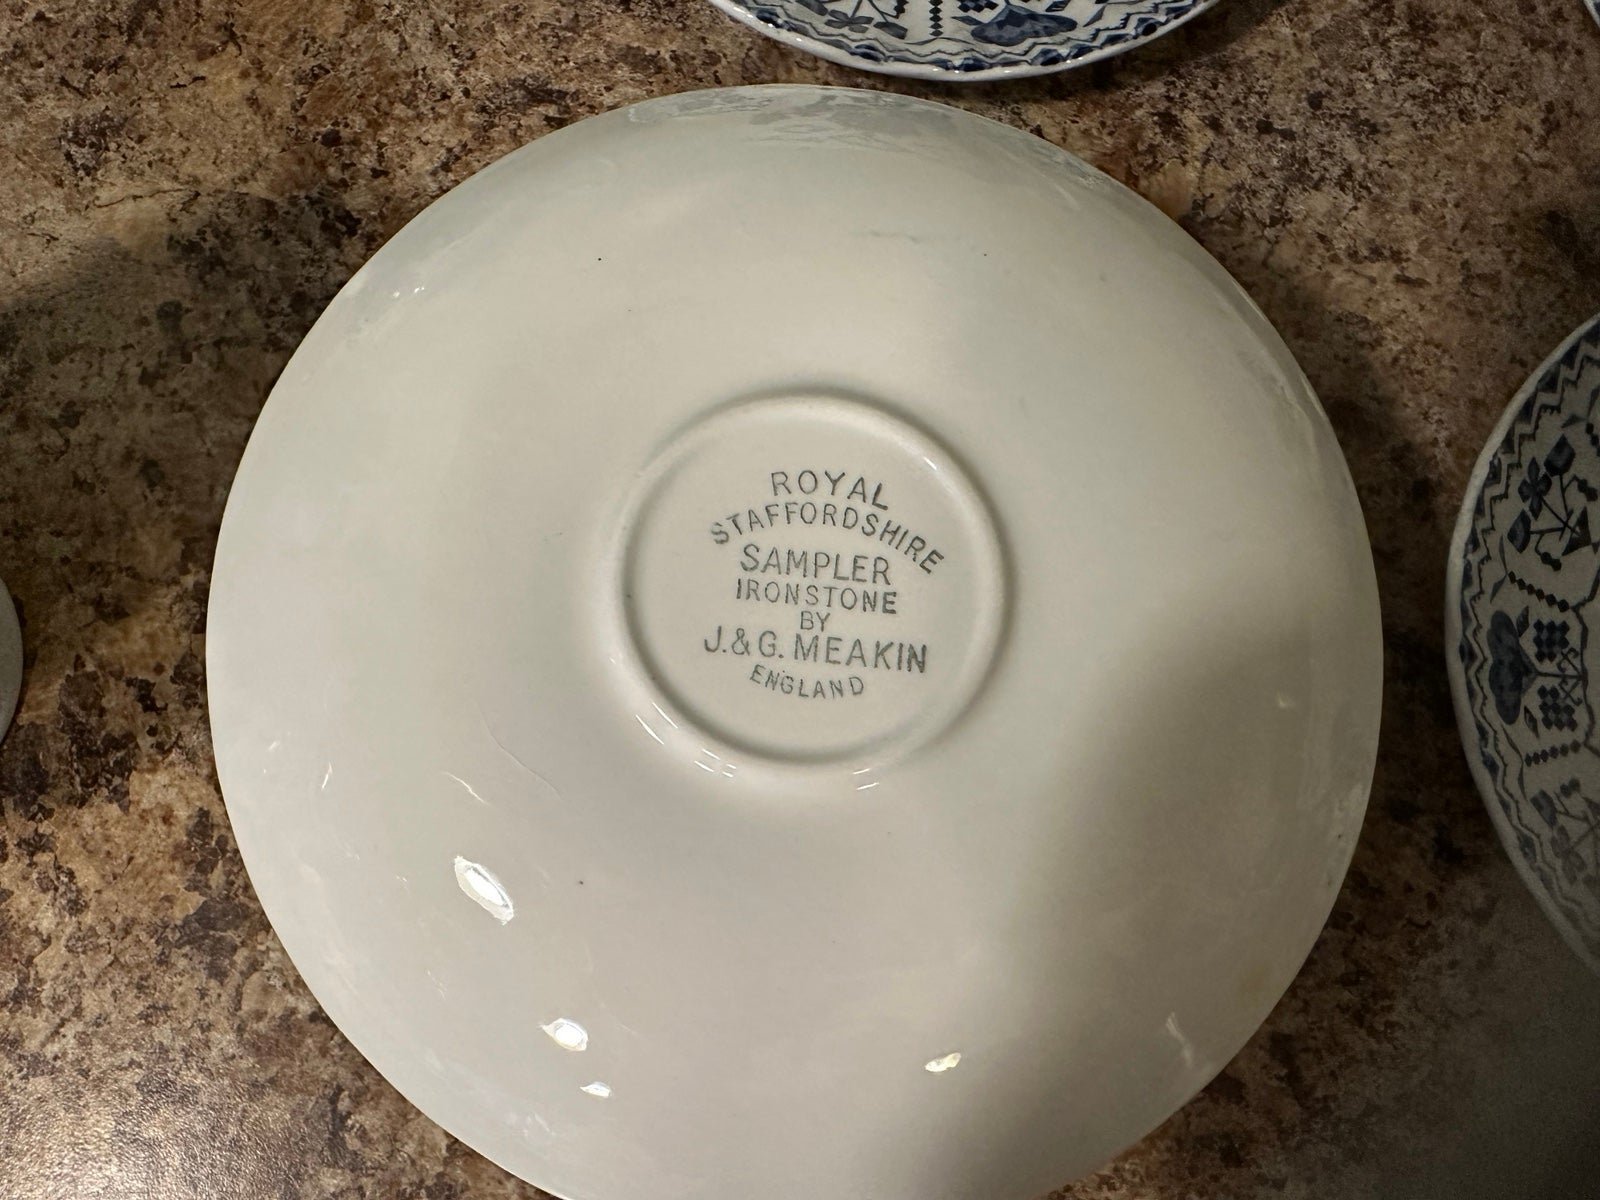 ROYAL
STAFFORDSHIRE
SAMPLER
IRONSTONE
BY
J.&G. MEAKIN
ENGLAND